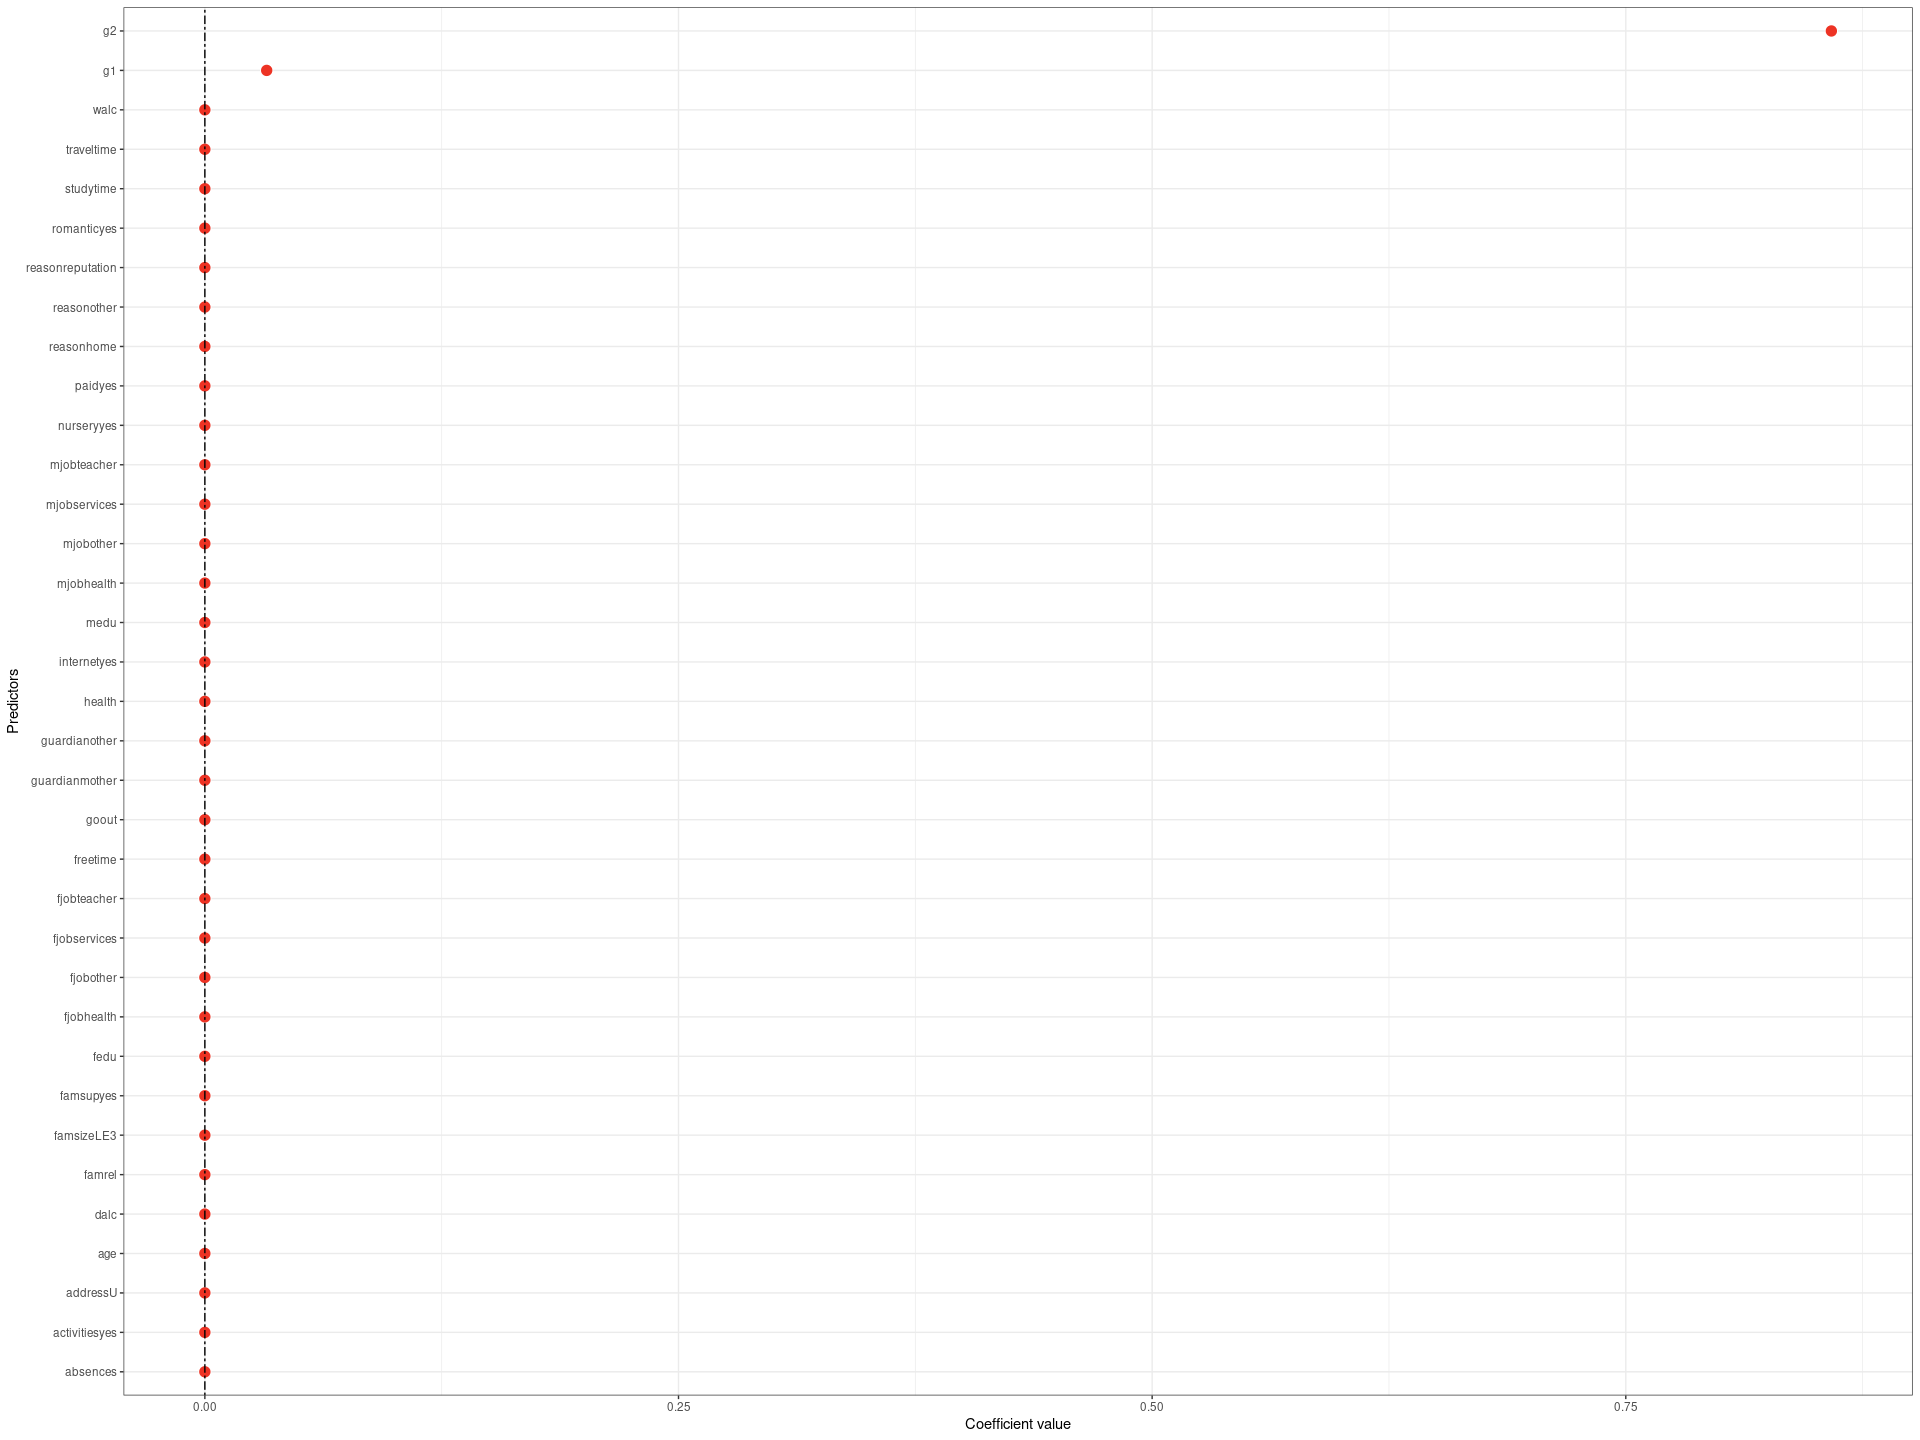 g2
g1
walc
traveltime
studytime
romanticyes
reasonreputation
reasonother
reasonhome
paidyes
nurseryyes
mjobteacher
mjobservices
mjobother
mjobhealth
medu
internetyes
health
guardianother
guardianmother
goout
freetime
fjobteacher
fjobservices
fjobother
fjobhealth
fedu
famsupyes
famsizeLE3
famrel
dalc
age
addressU
activitiesyes
absences
Predictors
0.00 0.25 0.50 0.75
Coefficient value